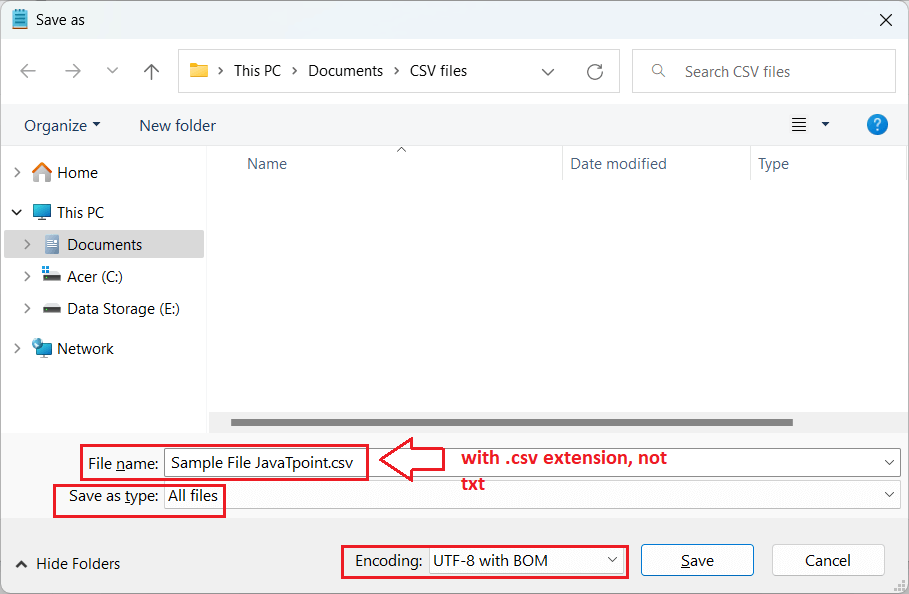 Save as
This PC > Documents > CSV files
Search CSV files
Organize
New folder
?
Name
Date modified
Type
Home
This PC
Documents
Acer (C:)
Data Storage (E:)
Network
File name: Sample File JavaTpoint.csv
with .csv extension, not
txt
Save as type: All files
Hide Folders
Encoding: UTF-8 with BOM
Save
Cancel